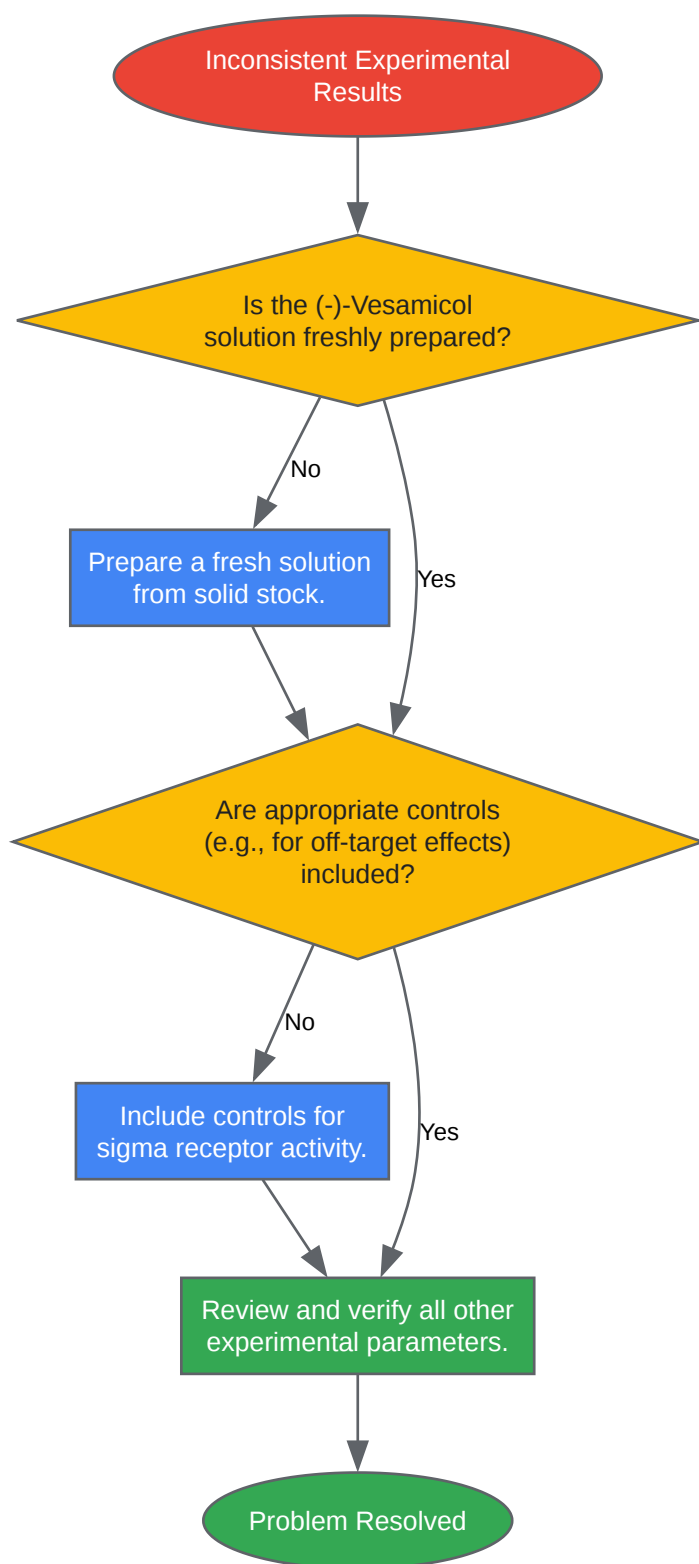 Inconsistent Experimental
Results
Is the (-)-Vesamicol
solution freshly prepared?
No
Prepare a fresh solution
from solid stock.
Yes
Are appropriate controls
(e.g., for off-target effects)
included?
No
Include controls for
sigma receptor activity.
Yes
Review and verify all other
experimental parameters.
Problem Resolved